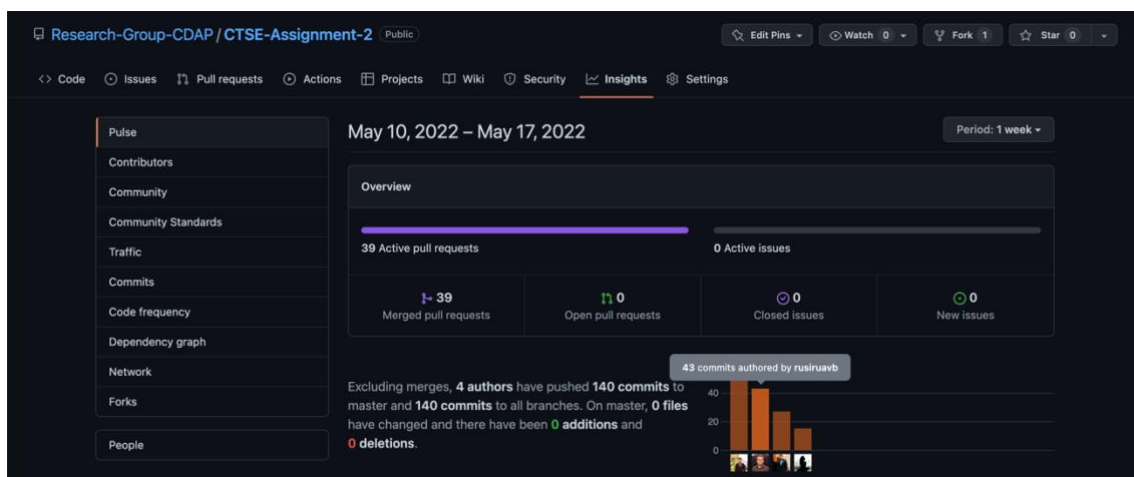 Research-Group-CDAP / CTSE-Assignment-2 Public
Edit Pins Watch 0 Fork 1 Star 0
<> Code Issues Pull requests Actions Projects Wiki Security Insights Settings
Pulse
Contributors
Community
Community Standards
Traffic
Commits
Code frequency
Dependency graph
Network
Forks
People
May 10, 2022 – May 17, 2022
Period: 1 week
Overview
39 Active pull requests
0 Active issues
39
Merged pull requests
0
Open pull requests
0
Closed issues
0
New issues
Excluding merges, 4 authors have pushed 140 commits to
master and 140 commits to all branches. On master, 0 files
have changed and there have been 0 additions and
0 deletions.
43 commits authored by rusiruavb
40
20
0